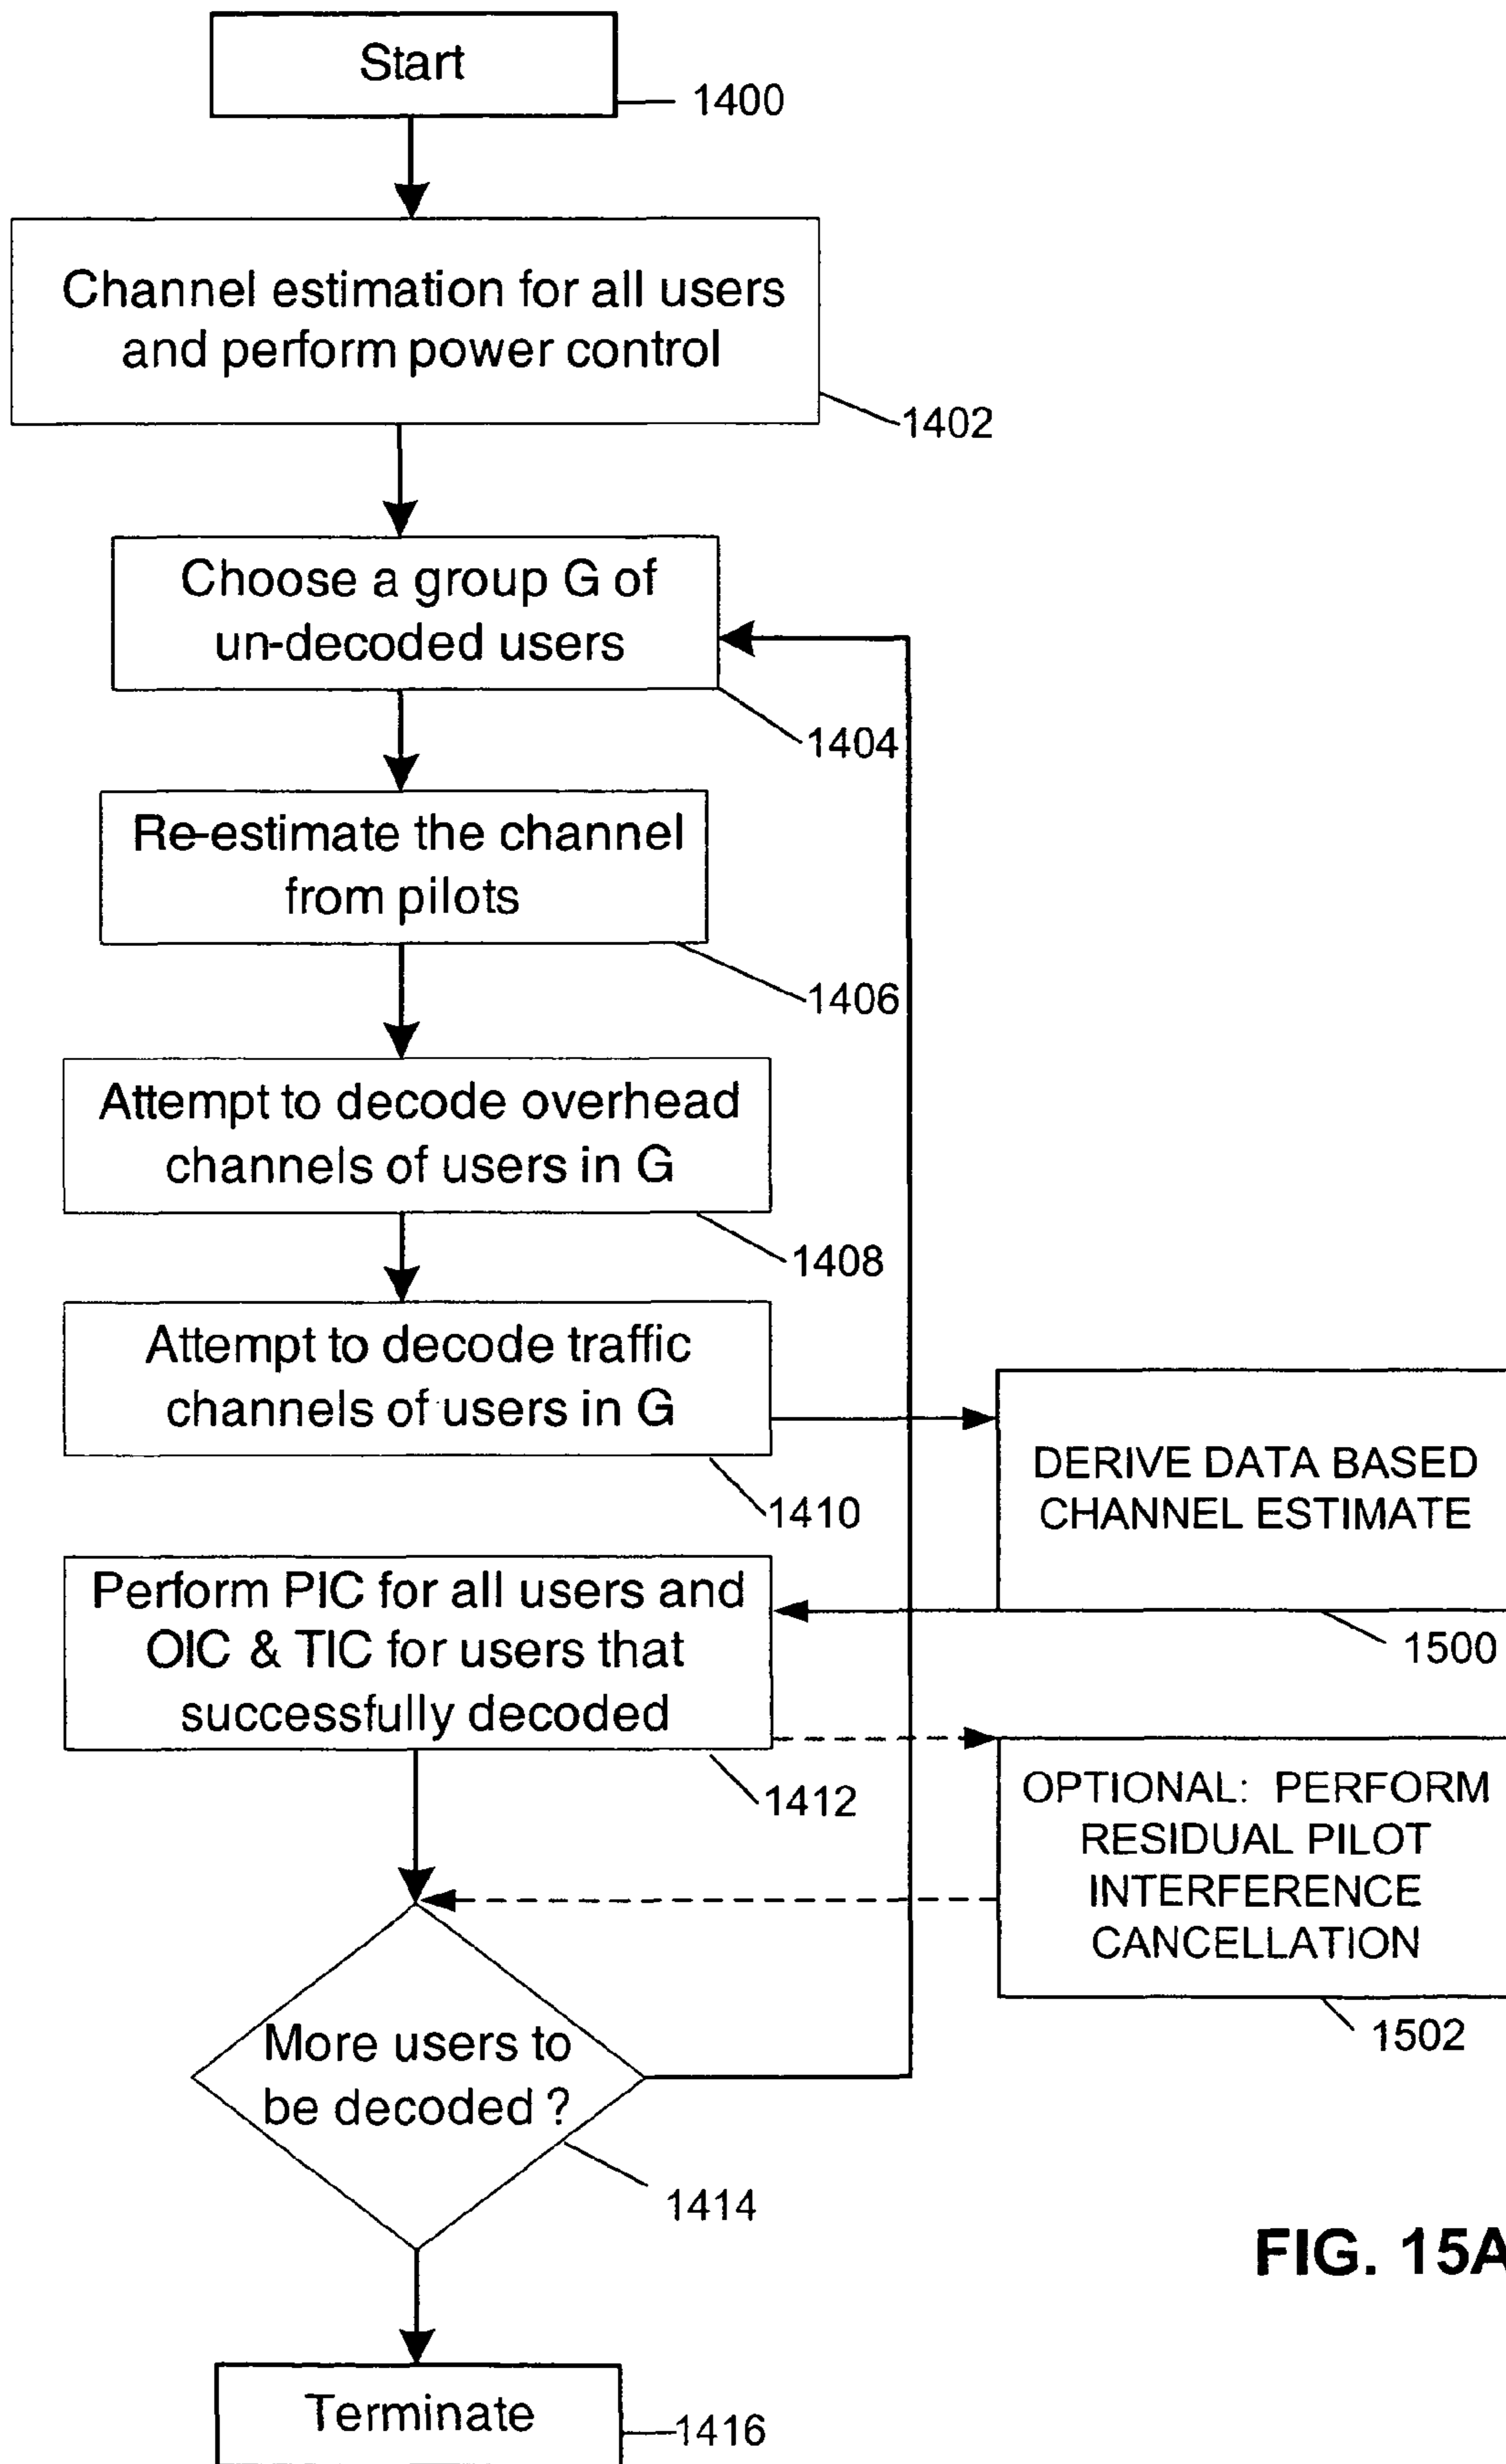 Start
1400
Channel estimation for all users
and perform power control
1402
Choose a group G of
un-decoded users
1404
Re-estimate the channel
from pilots
1406
Attempt to decode overhead
channels of users in G
1408
Attempt to decode traffic
channels of users in G
1410
DERIVE DATA BASED
CHANNEL ESTIMATE
1500
Perform PIC for all users and
OIC & TIC for users that
successfully decoded
1412
OPTIONAL: PERFORM
RESIDUAL PILOT
INTERFERENCE
CANCELLATION
1502
More users to
be decoded ?
1414
FIG. 15A
Terminate
1416